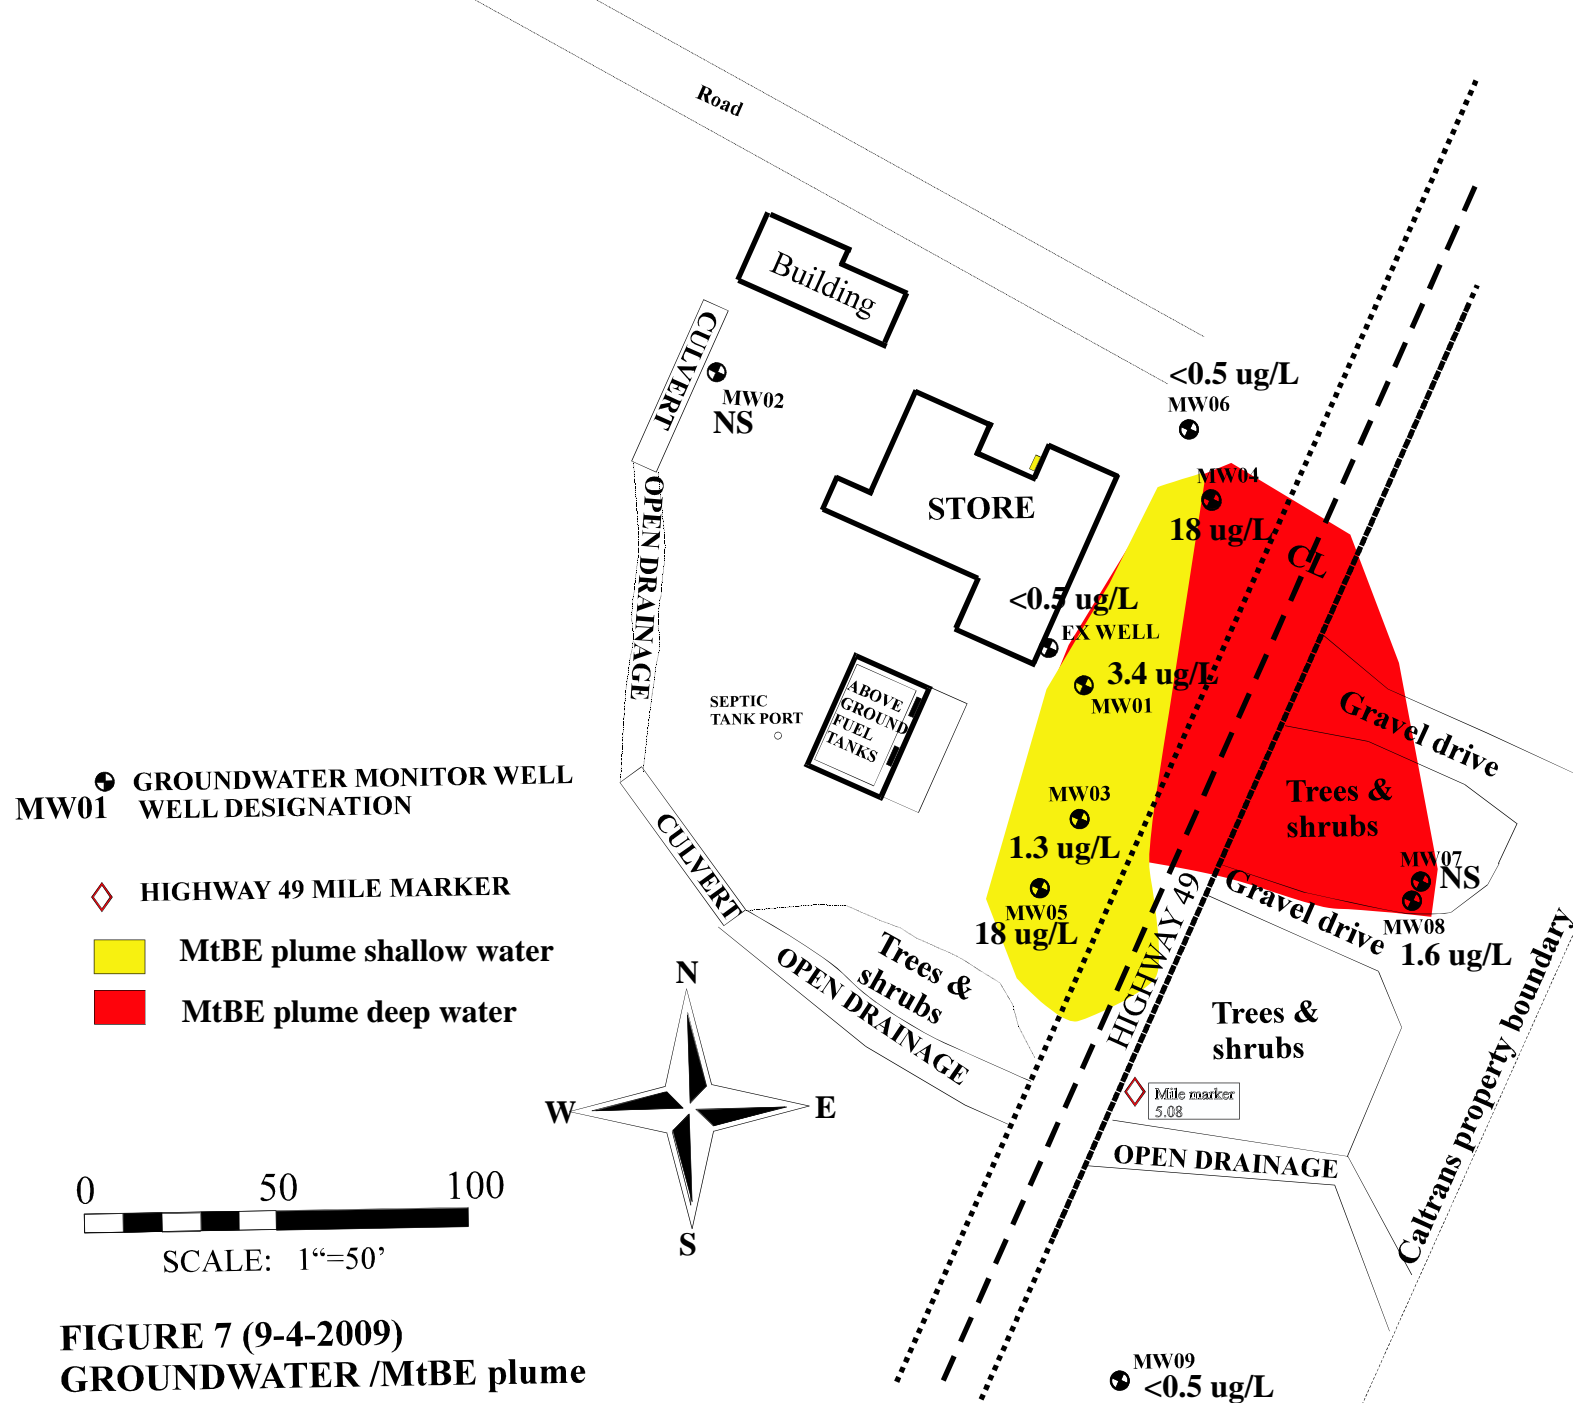 Road
Building
CULVERT
MW02
NS
<0.5 ug/L
MW06
MW04
18 ug/L
CL
STORE
OPEN DRAINAGE
<0.5 ug/L
EX WELL
3.4 ug/L
MW01
SEPTIC
TANK PORT
ABOVE
GROUND
FUEL
TANKS
Gravel drive
Trees &
shrubs
MW03
1.3 ug/L
MW05
18 ug/L
MW07
NS
MW08
1.6 ug/L
Gravel drive
HIGHWAY 49
CULVERT
Trees &
shrubs
OPEN DRAINAGE
Trees &
shrubs
Mile marker
5.08
OPEN DRAINAGE
Caltrans property boundary
MW09
<0.5 ug/L
GROUNDWATER MONITOR WELL
MW01 WELL DESIGNATION
HIGHWAY 49 MILE MARKER
MtBE plume shallow water
MtBE plume deep water
N
W
E
S
0 50 100
SCALE: 1“=50’
FIGURE 7 (9-4-2009)
GROUNDWATER /MtBE plume